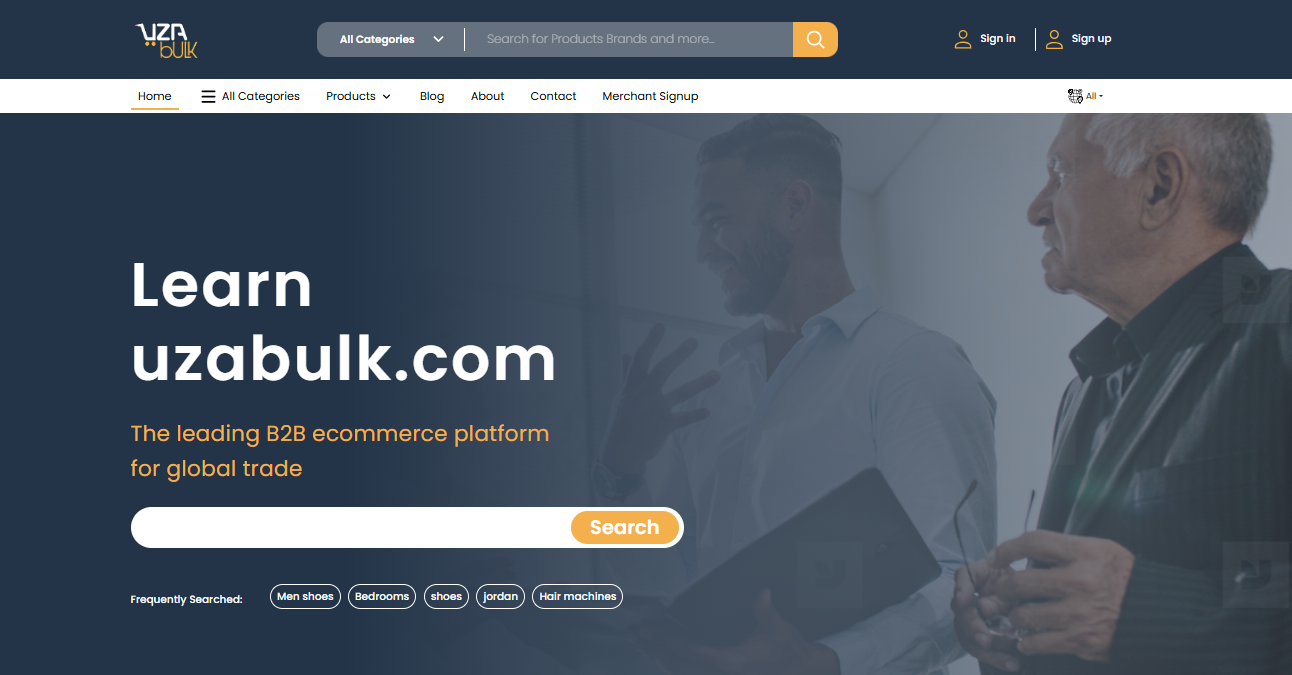 UZA
bULK
All Categories
Search for Products Brands and more...
Sign in
Sign up
Home
All Categories
Products
Blog
About
Contact
Merchant Signup
All
Learn
uzabulk.com
The leading B2B ecommerce platform
for global trade
Search
Frequently Searched:
Men shoes
Bedrooms
shoes
jordan
Hair machines